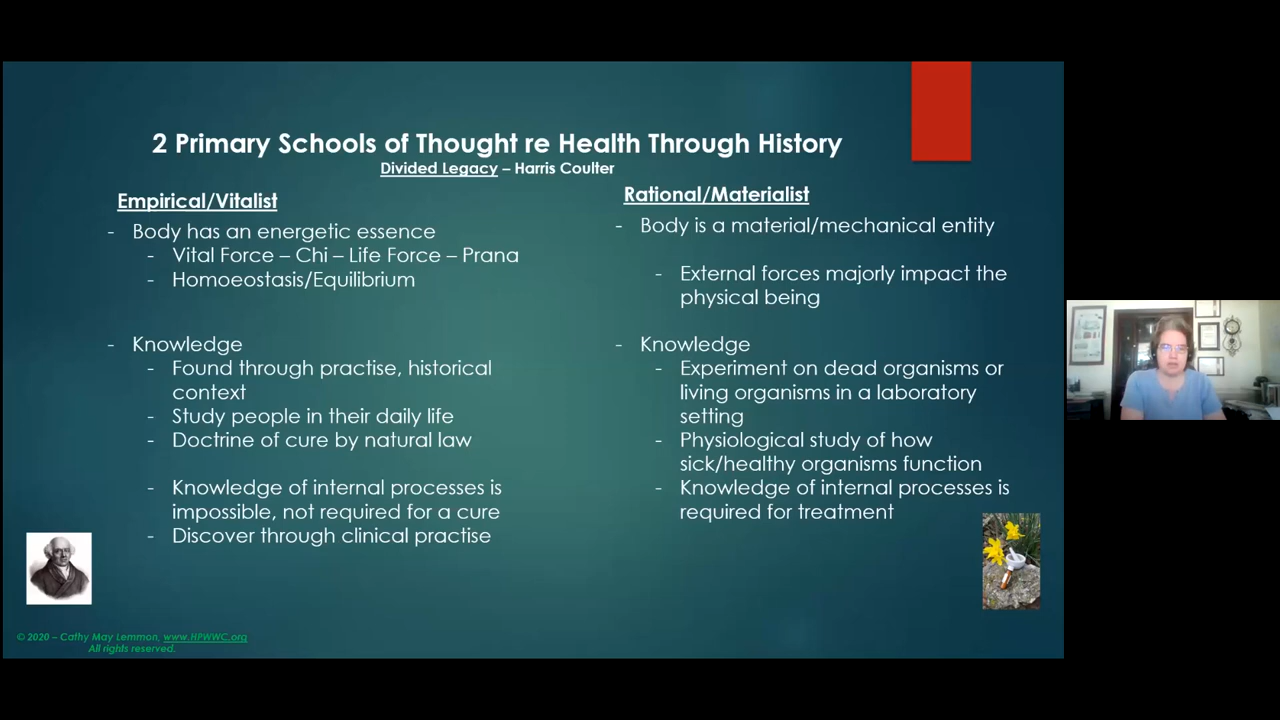 2 Primary Schools of Thought re Health Through History
Divided Legacy – Harris Coulter
Empirical/Vitalist
- Body has an energetic essence
- Vital Force – Chi – Life Force – Prana
- Homoeostasis/Equilibrium
- Knowledge
- Found through practise, historical
context
- Study people in their daily life
- Doctrine of cure by natural law
- Knowledge of internal processes is
impossible, not required for a cure
- Discover through clinical practise
Rational/Materialist
- Body is a material/mechanical entity
- External forces majorly impact the
physical being
- Knowledge
- Experiment on dead organisms or
living organisms in a laboratory
setting
- Physiological study of how
sick/healthy organisms function
- Knowledge of internal processes is
required for treatment
© 2020 – Cathy May Lemmon, www.HPWWC.org
All rights reserved.